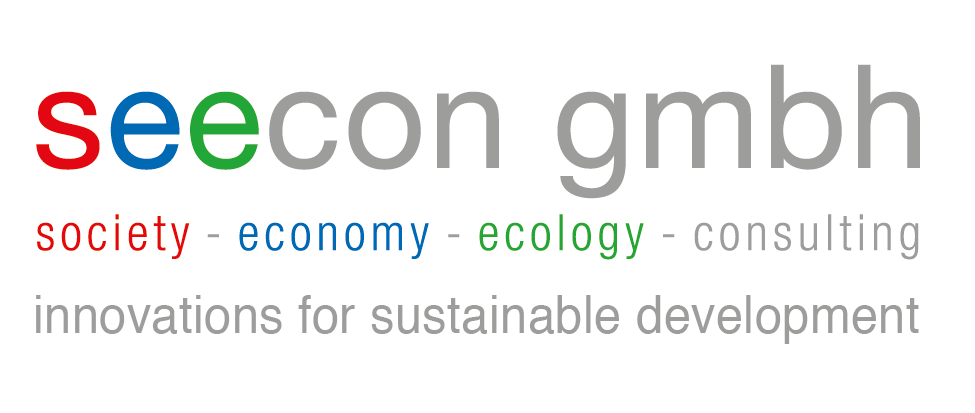 seecon gmbh
society - economy - ecology - consulting
innovations for sustainable development